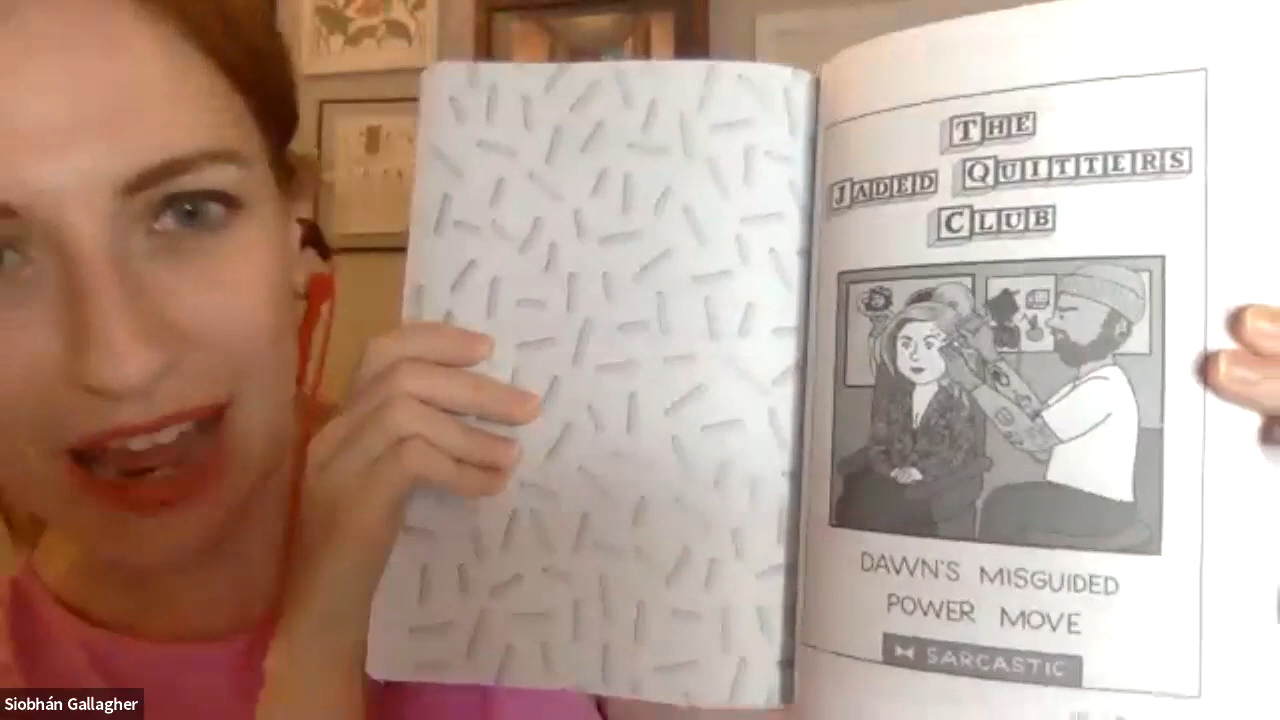 THE
JADED QUITTERS
CLUB
DAWN'S MISGUIDED
POWER MOVE
SARCASTIC
Siobhán Gallagher